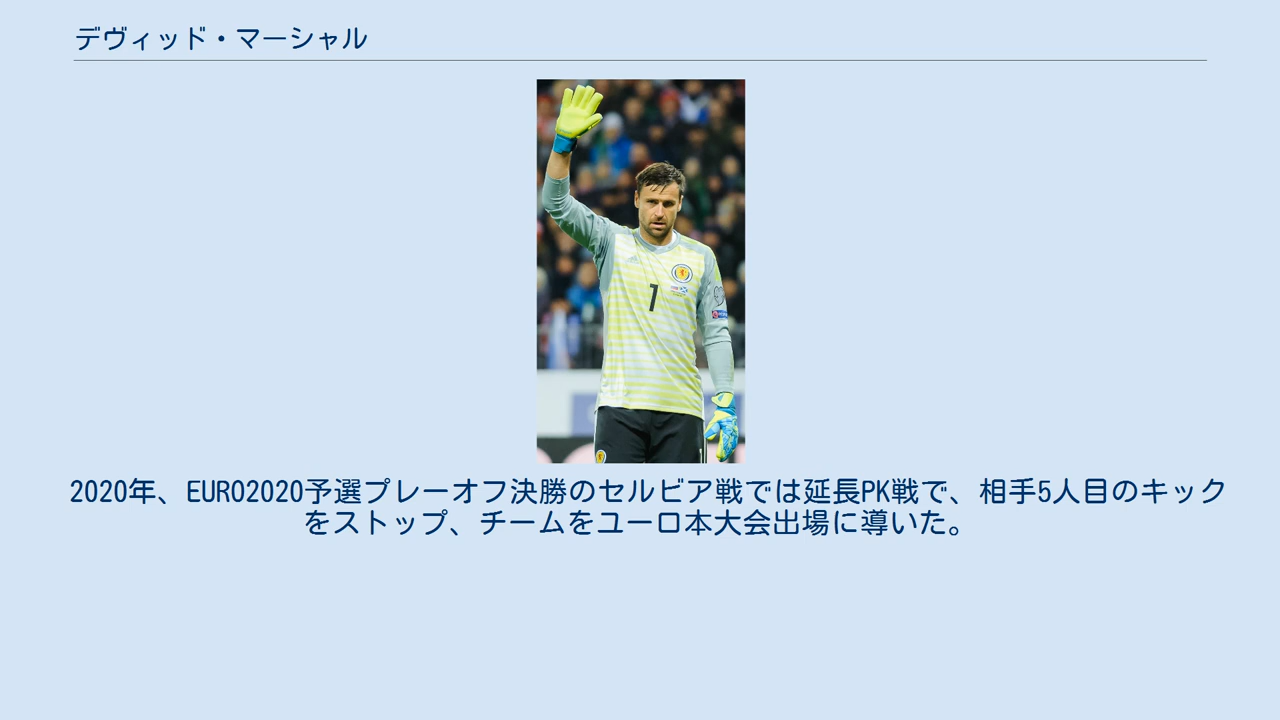 デヴィッド・マーシャル
1
2020年、EURO2020予選プレーオフ決勝のセルビア戦では延長PK戦で、相手5人目のキック
をストップ、チームをユーロ本大会出場に導いた。